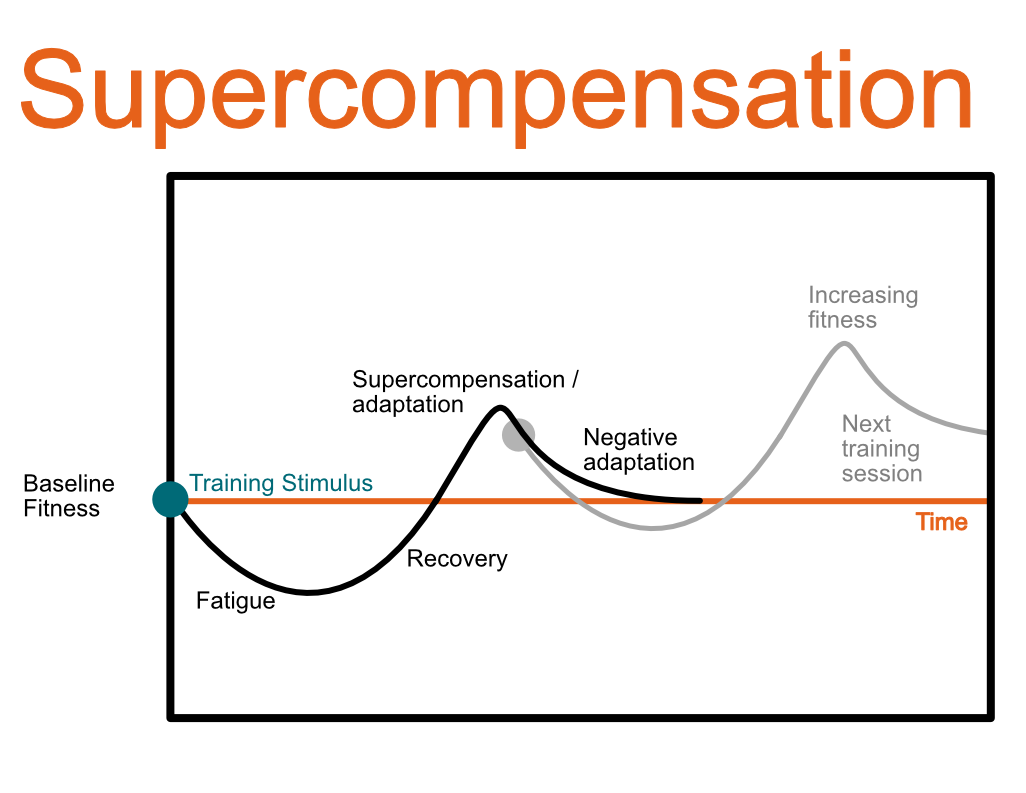 Supercompensation
Increasing
fitness
Supercompensation /
adaptation
Next
training
session
Negative
adaptation
Baseline
Fitness
Training Stimulus
Time
Recovery
Fatigue